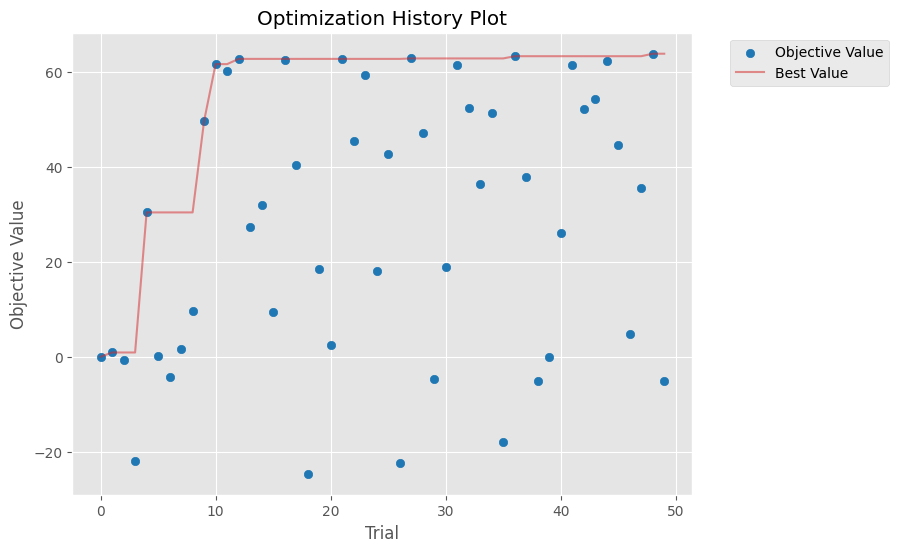 Optimization History Plot
Objective Value
Best Value
Objective Value
60
40
20
0
−20
0 10 20 30 40 50
Trial